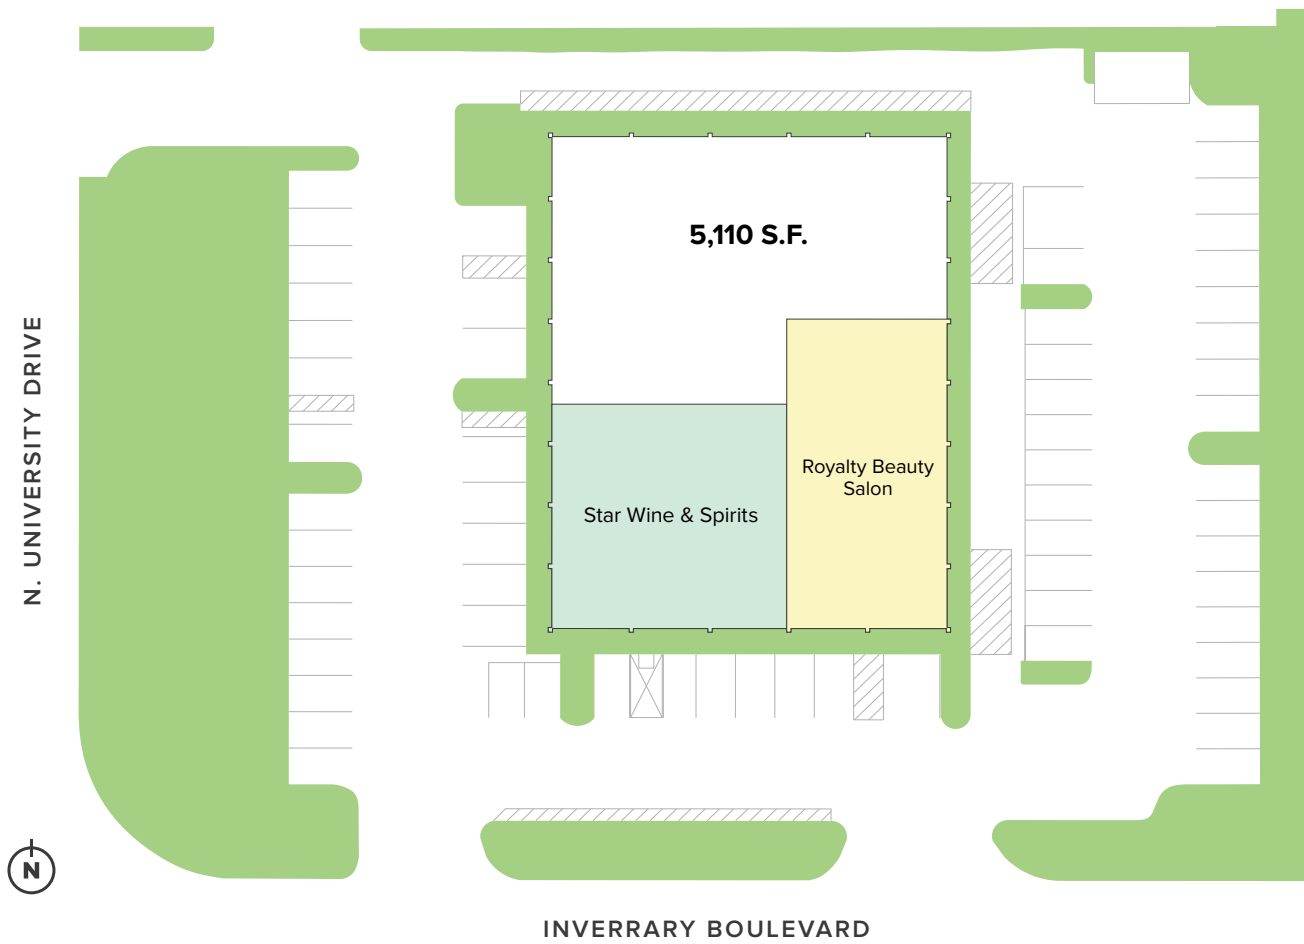 5,110 S.F.
Royalty Beauty
Salon
Star Wine & Spirits
N. UNIVERSITY DRIVE
N
INVERRARY BOULEVARD